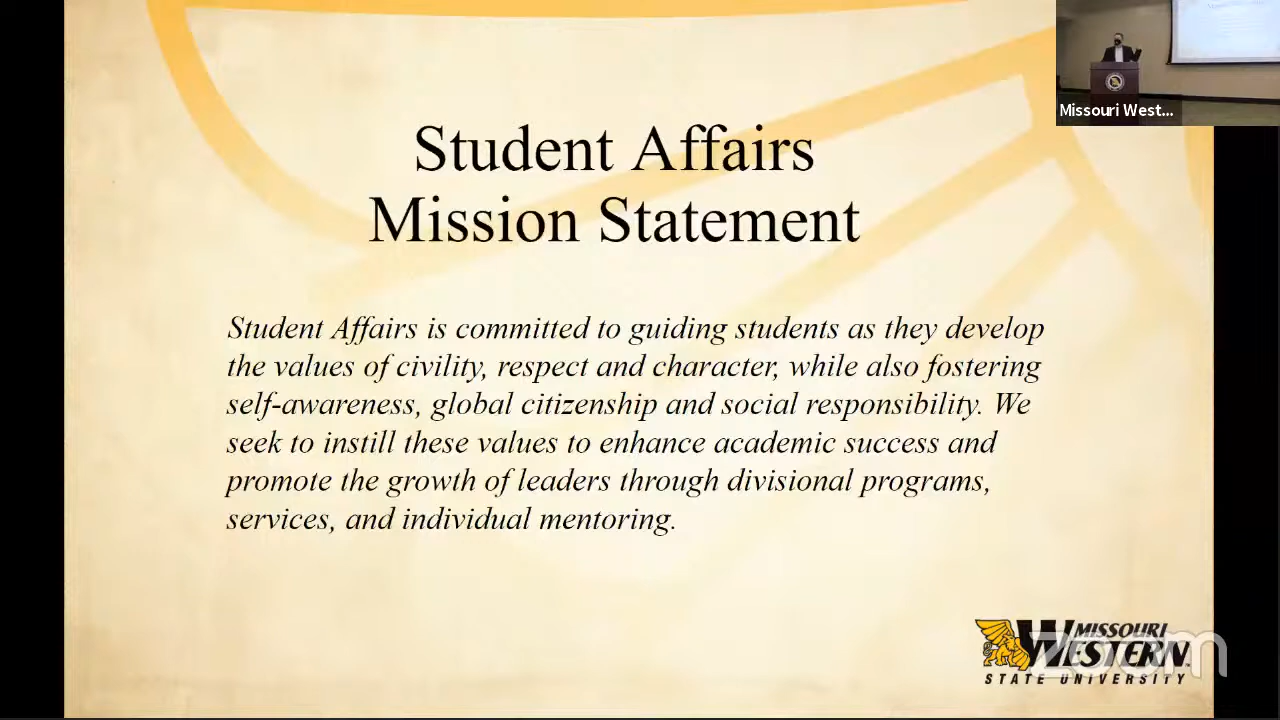 Missouri West...
Student Affairs
Mission Statement
Student Affairs is committed to guiding students as they develop
the values of civility, respect and character, while also fostering
self-awareness, global citizenship and social responsibility. We
seek to instill these values to enhance academic success and
promote the growth of leaders through divisional programs,
services, and individual mentoring.
MISSOURI
WESTERN
STATE UNIVERSITY
zoom